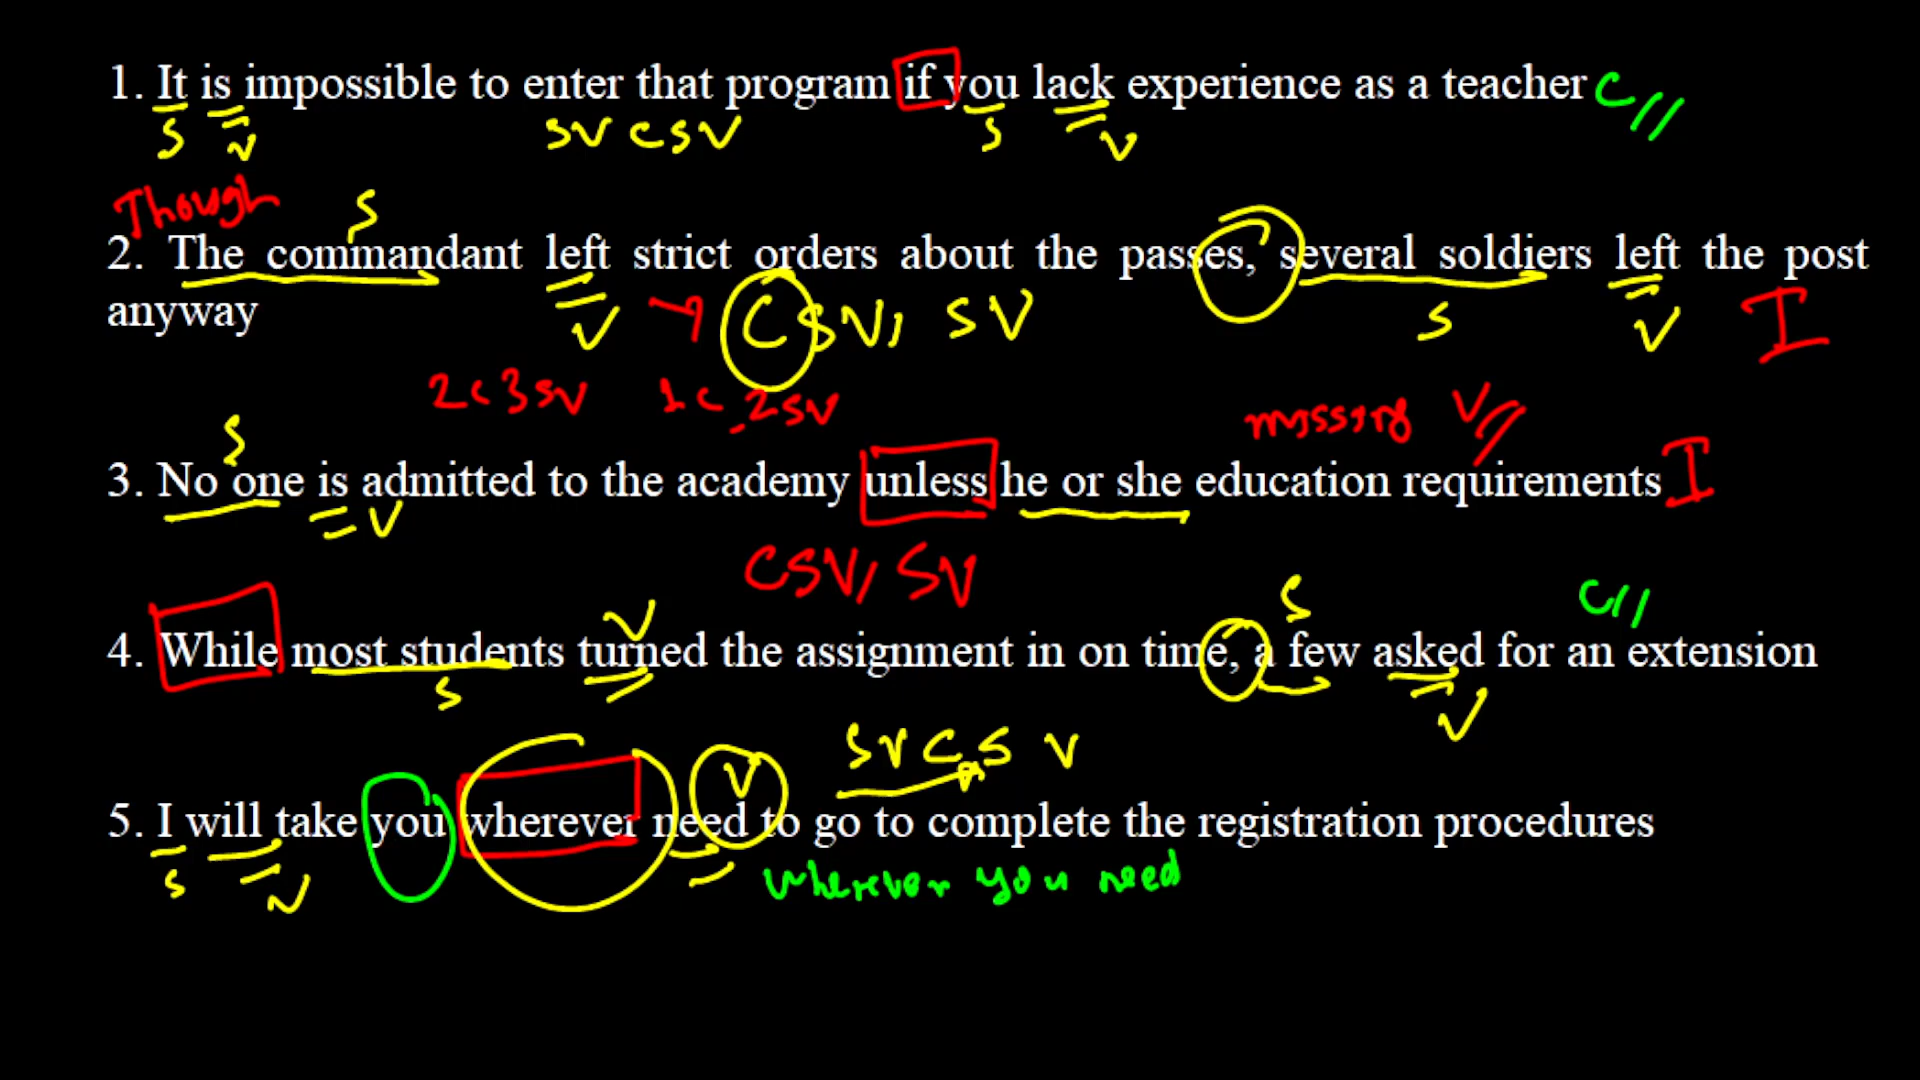 1. It is impossible to enter that program if you lack experience as a teacher C//
S V SVCSV S V
Though S
2. The commandant left strict orders about the passes, several soldiers left the post
anyway
V C SV, SV S V I
2C3SV 1C 2SV missing V//
S
3. No one is admitted to the academy unless he or she education requirements I
V
CSV, SV
V S C//
4. While most students turned the assignment in on time, a few asked for an extension
S V
V SVCS V
5. I will take you wherever need to go to complete the registration procedures
S V wherever you need